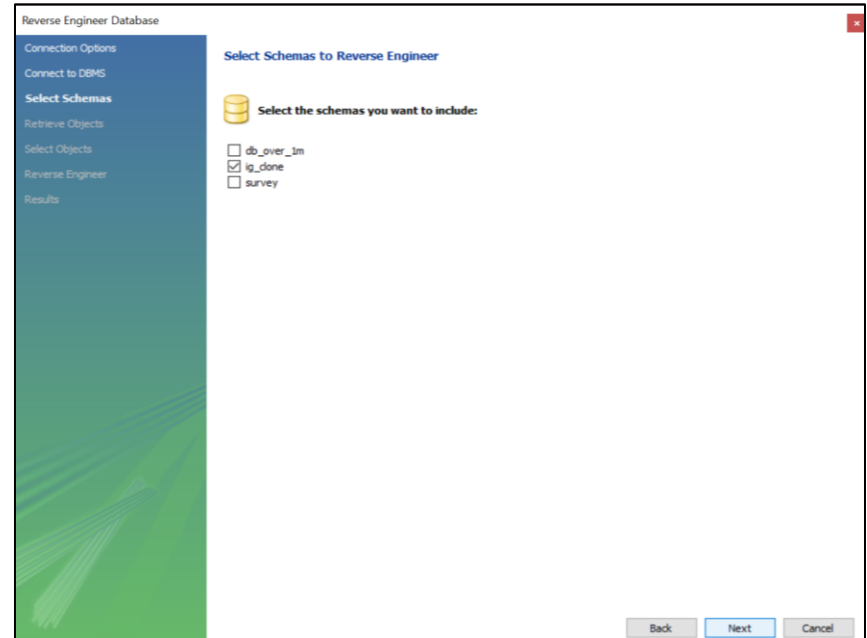 Reverse Engineer Database
Connection Options
Connect to DBMS
Select Schemas
Retrieve Objects
Select Objects
Reverse Engineer
Results
Select Schemas to Reverse Engineer
Select the schemas you want to include:
db_over_1m
ig_clone
survey
Back Next Cancel